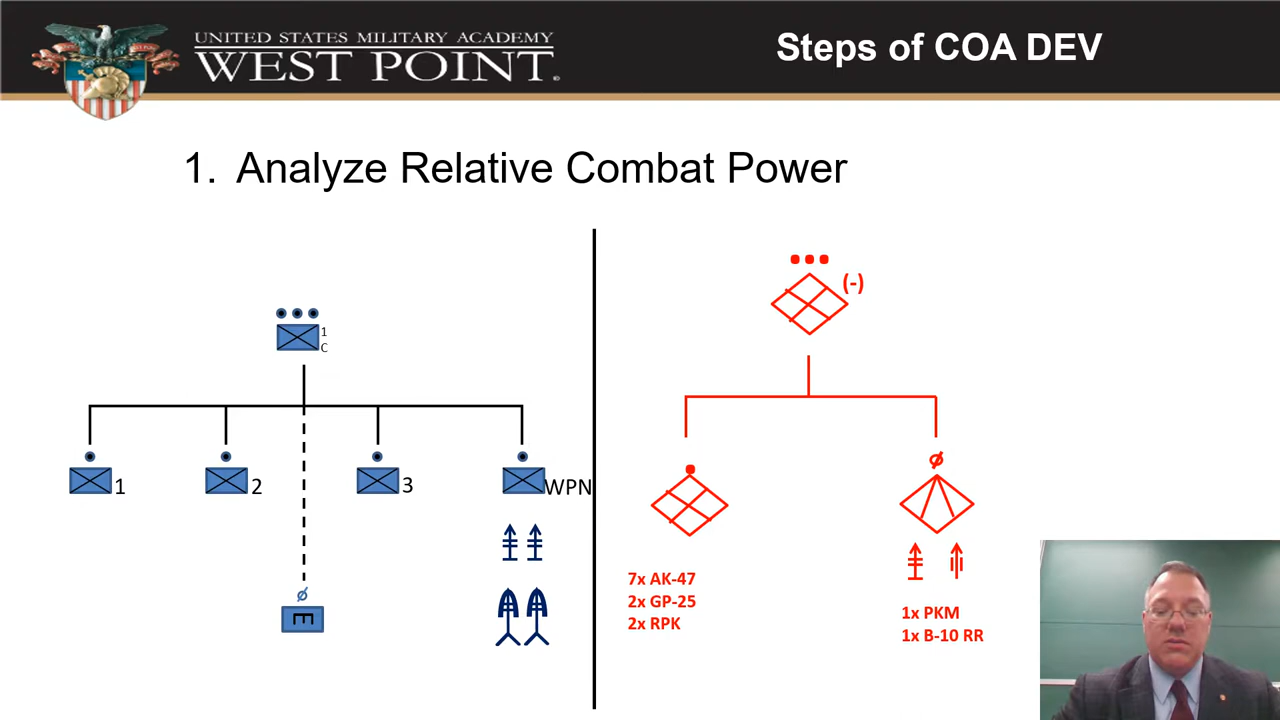 UNITED STATES MILITARY ACADEMY
WEST POINT.
Steps of COA DEV
1. Analyze Relative Combat Power
1
C
1
2
3
WPN
E
(-)
7x AK-47
2x GP-25
2x RPK
1x PKM
1x B-10 RR